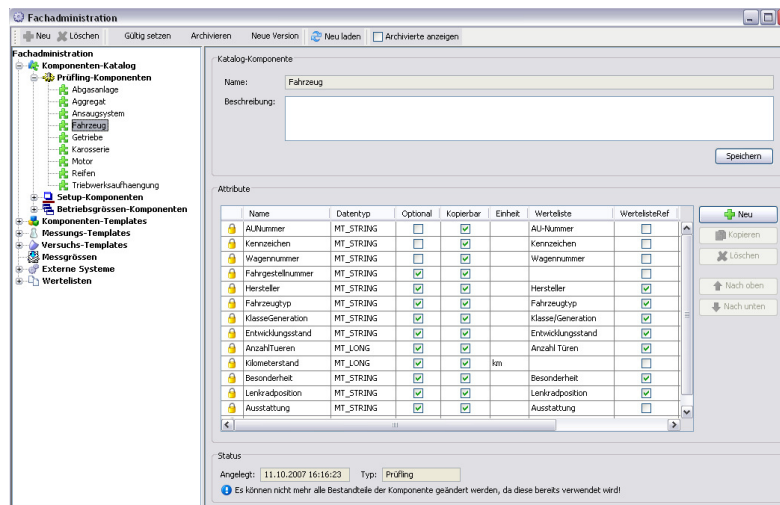 Fachadministration
Neu Löschen Gültig setzen Archivieren Neue Version Neu laden Archivierte anzeigen
Fachadministration
Komponenten-Katalog
Prüfling-Komponenten
Abgasanlage
Aggregat
Ansaugsystem
Fahrzeug
Getriebe
Karosserie
Motor
Reifen
Triebwerksaufhaengung
Setup-Komponenten
Betriebsgrössen-Komponenten
Komponenten-Templates
Messungs-Templates
Versuchs-Templates
Messgrössen
Externe Systeme
Wertelisten
Katalog-Komponente
Name: Fahrzeug
Beschreibung:
Speichern
Attribute
Name Datentyp Optional Kopierbar Einheit Werteliste WertelisteRef
AUNummer MT_STRING AU-Nummer
Kennzeichen MT_STRING Kennzeichen
Wagennummer MT_STRING Wagennummer
Fahrgestellnummer MT_STRING
Hersteller MT_STRING Hersteller
Fahrzeugtyp MT_STRING Fahrzeugtyp
KlasseGeneration MT_STRING Klasse/Generation
Entwicklungsstand MT_STRING Entwicklungsstand
AnzahlTueren MT_LONG Anzahl Türen
Kilometerstand MT_LONG km
Besonderheit MT_STRING Besonderheit
Lenkradposition MT_STRING Lenkradposition
Ausstattung MT_STRING Ausstattung
Neu
Kopieren
Löschen
Nach oben
Nach unten
Status
Angelegt: 11.10.2007 16:16:23 Typ: Prüfling
Es können nicht mehr alle Bestandteile der Komponente geändert werden, da diese bereits verwendet wird!